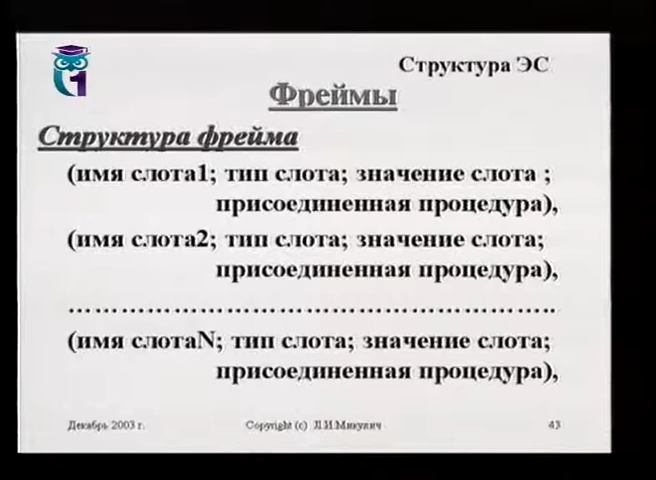 Структура ЭС
Фреймы
Структура фрейма
(имя слота1; тип слота; значение слота ;
присоединенная процедура),
(имя слота2; тип слота; значение слота;
присоединенная процедура),
…………………………………………………..
(имя слотаN; тип слота; значение слота;
присоединенная процедура),
Декабрь 2003 г. Copyright (c) Л.И.Микулич 43